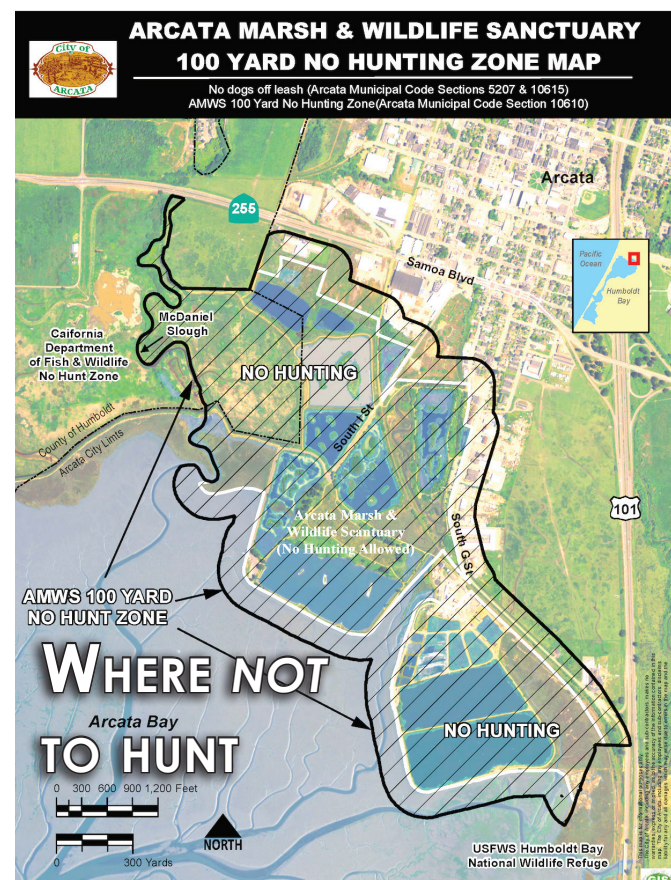 City of
ARCATA
ARCATA MARSH & WILDLIFE SANCTUARY
100 YARD NO HUNTING ZONE MAP
No dogs off leash (Arcata Municipal Code Sections 5207 & 10615)
AMWS 100 Yard No Hunting Zone(Arcata Municipal Code Section 10610)
Arcata
255
Samoa Blvd
Pacific
Ocean
Humboldt
Bay
McDaniel
Slough
Caifornia
Department
of Fish & Wildlife
No Hunt Zone
NO HUNTING
South I St
County of Humboldt
Arcata City Limts
Arcata Marsh &
Wildlife Scantuary
(No Hunting Allowed)
South G St
101
AMWS 100 YARD
NO HUNT ZONE
WHERE NOT
Arcata Bay
TO HUNT
NO HUNTING
0 300 600 900 1,200 Feet
0 300 Yards
NORTH
USFWS Humboldt Bay
National Wildlife Refuge